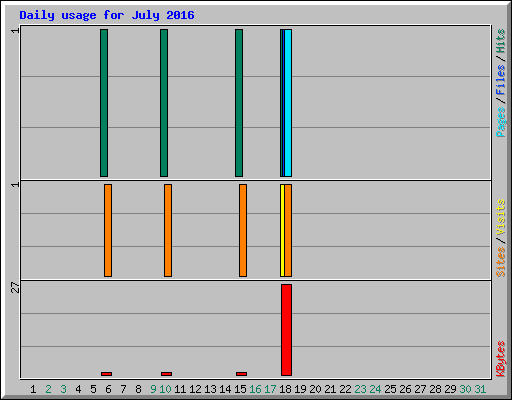 Daily usage for July 2016
1
Pages / Files / Hits
1
Sites / Visits
27
KBytes
1 2 3 4 5 6 7 8 9 10 11 12 13 14 15 16 17 18 19 20 21 22 23 24 25 26 27 28 29 30 31